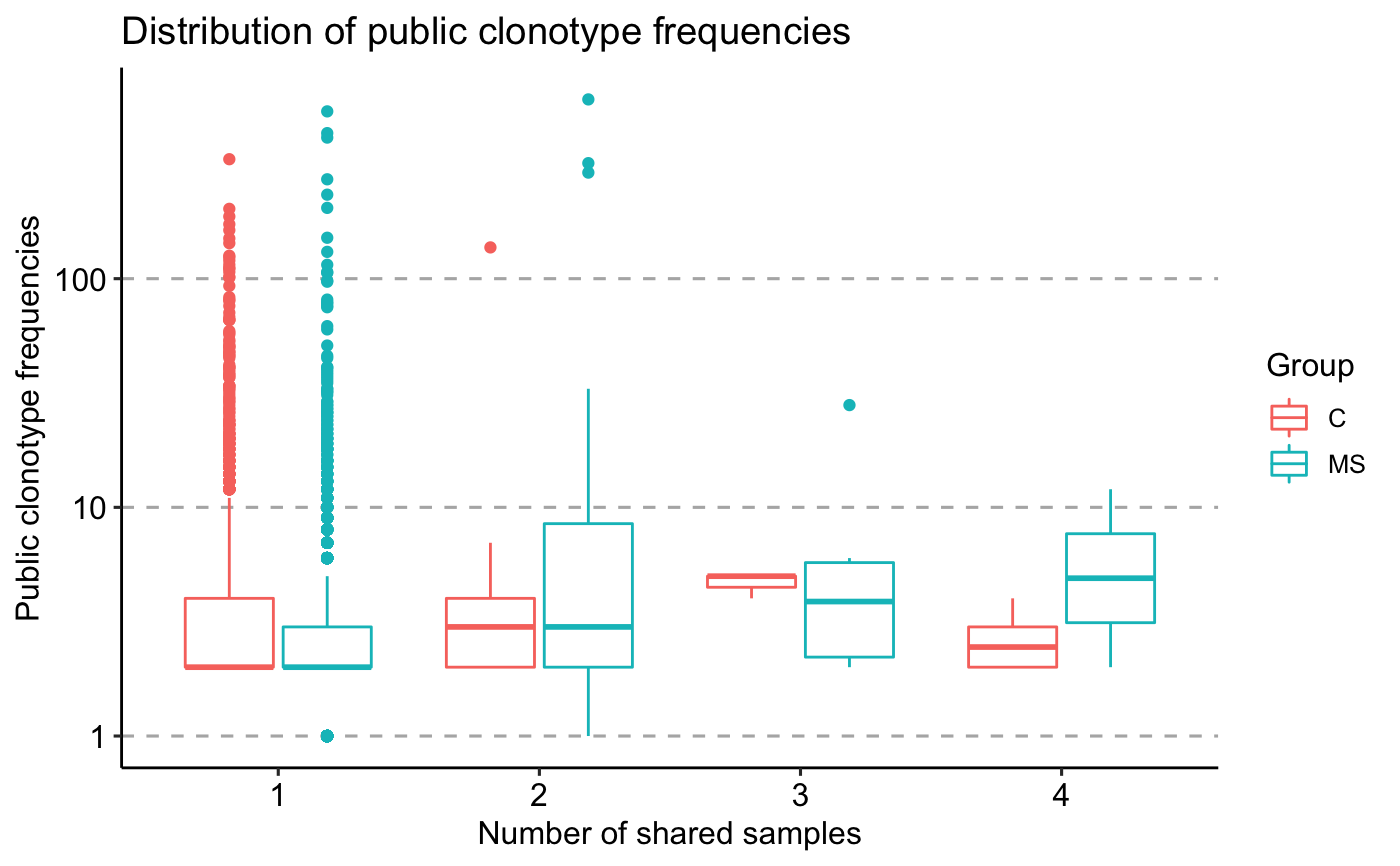 Distribution of public clonotype frequencies
Public clonotype frequencies
100
10
1
1 2 3 4
Number of shared samples
Group
C
MS